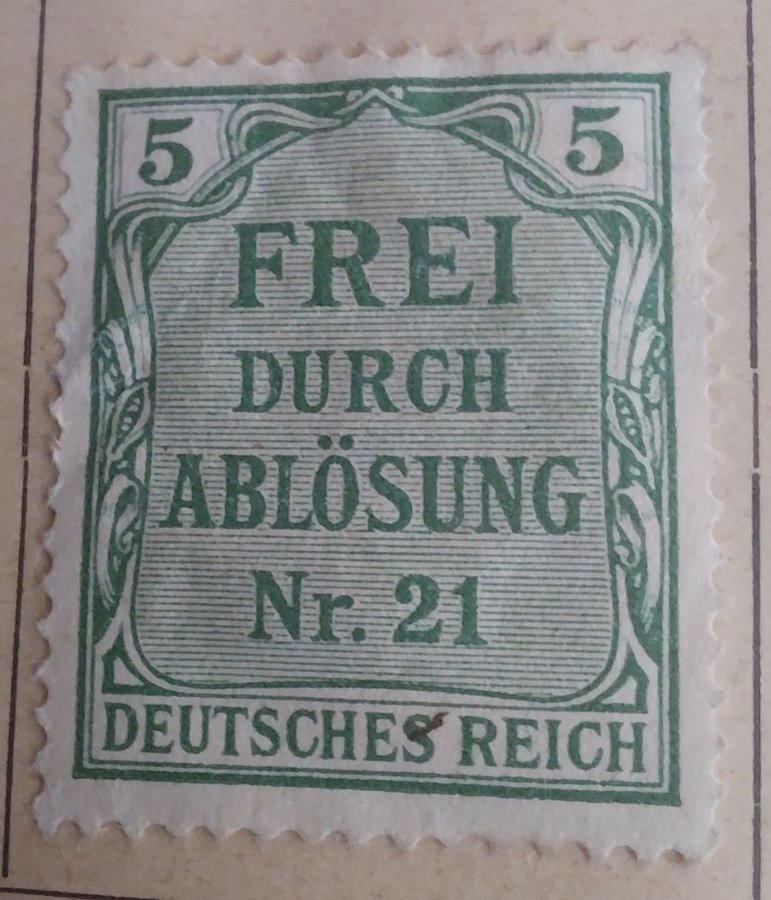 5 5
FREI
DURCH
ABLÖSUNG
Nr. 21
DEUTSCHES REICH